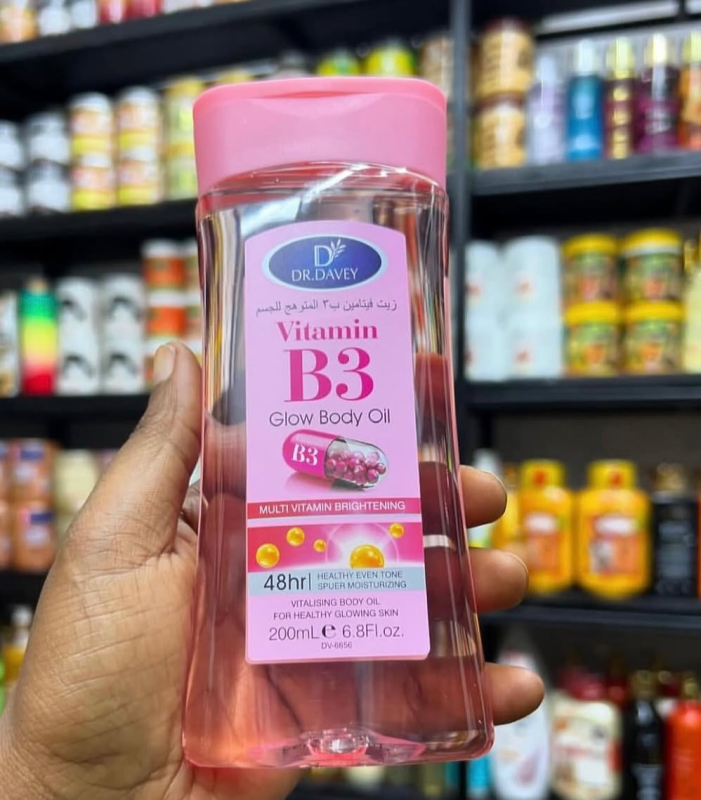 DR.DAVEY
زيت فيتامين ب٣ المتوهج للجسم
Vitamin
B3
Glow Body Oil
B3
MULTI VITAMIN BRIGHTENING
48hr
HEALTHY EVEN TONE
SPUER MOISTURIZING
VITALISING BODY OIL
FOR HEALTHY GLOWING SKIN
200mL℮ 6.8Fl.oz.
DV-6656